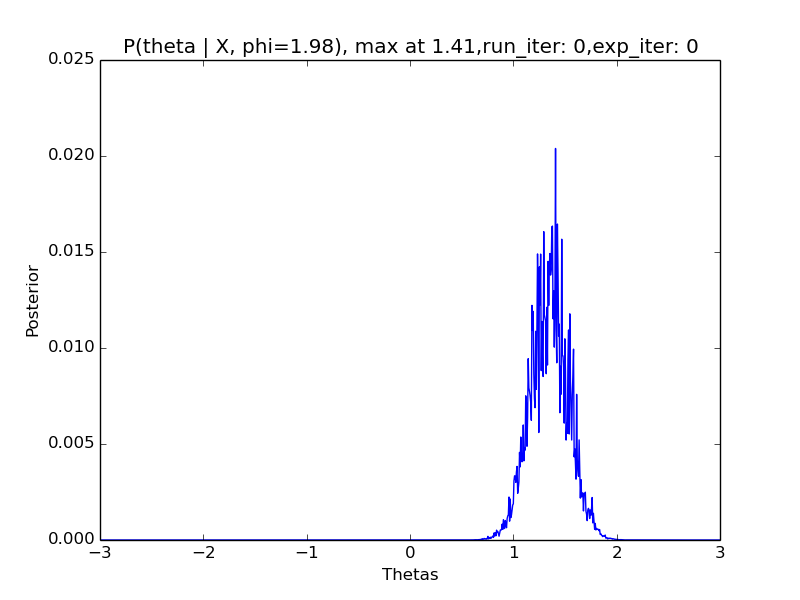 P(theta | X, phi=1.98), max at 1.41,run_iter: 0,exp_iter: 0
0.025
0.020
0.015
0.010
0.005
0.000
Posterior
−3 −2 −1 0 1 2 3
Thetas